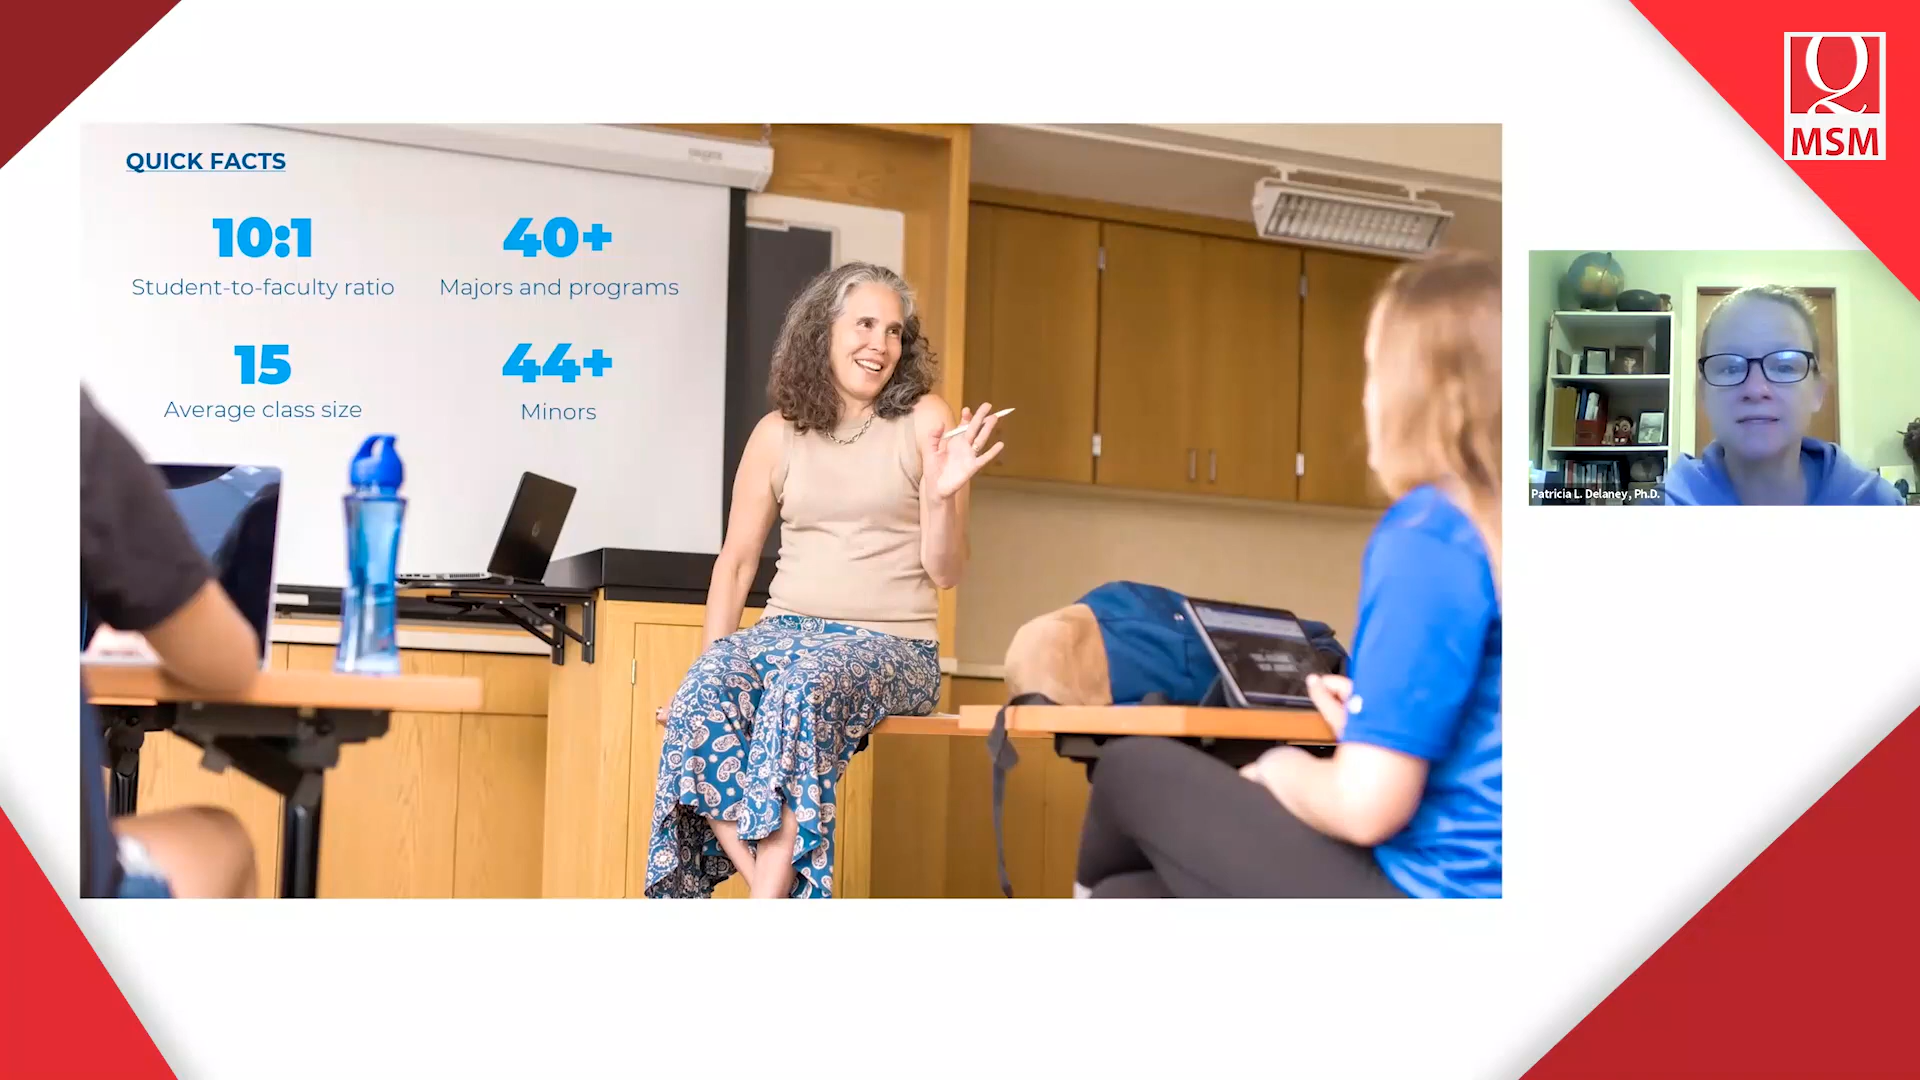 QUICK FACTS
10:1
Student-to-faculty ratio
40+
Majors and programs
15
Average class size
44+
Minors
Q
MSM
Patricia L. Delaney, Ph.D.